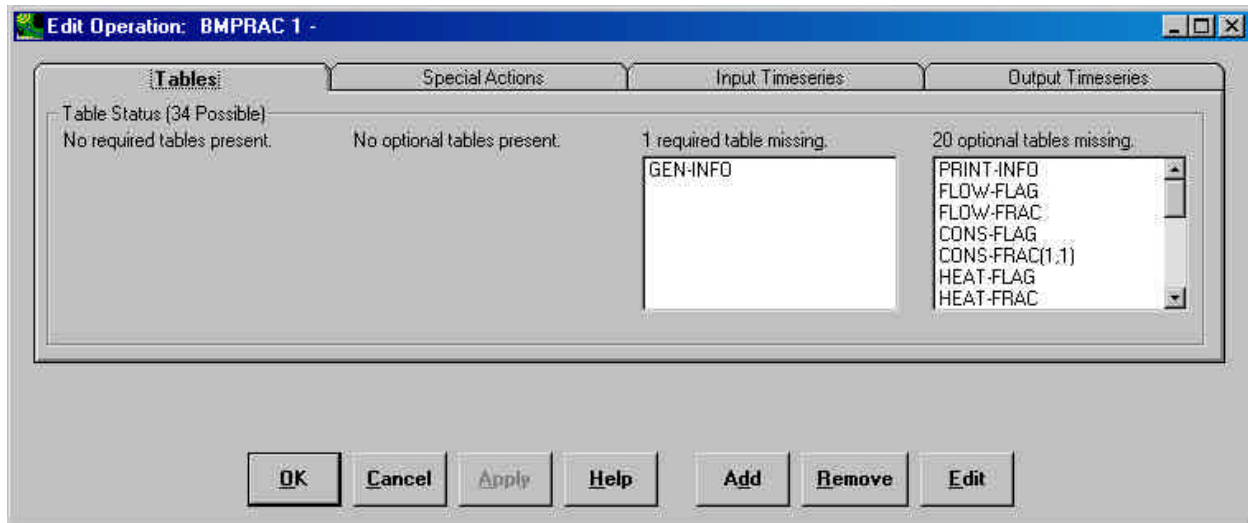 Edit Operation: BMPRAC 1 -
Tables Special Actions Input Timeseries Output Timeseries
Table Status (34 Possible)
No required tables present. No optional tables present. 1 required table missing. 20 optional tables missing.
GEN-INFO
PRINT-INFO
FLOW-FLAG
FLOW-FRAC
CONS-FLAG
CONS-FRAC(1,1)
HEAT-FLAG
HEAT-FRAC
OK Cancel Apply Help Add Remove Edit